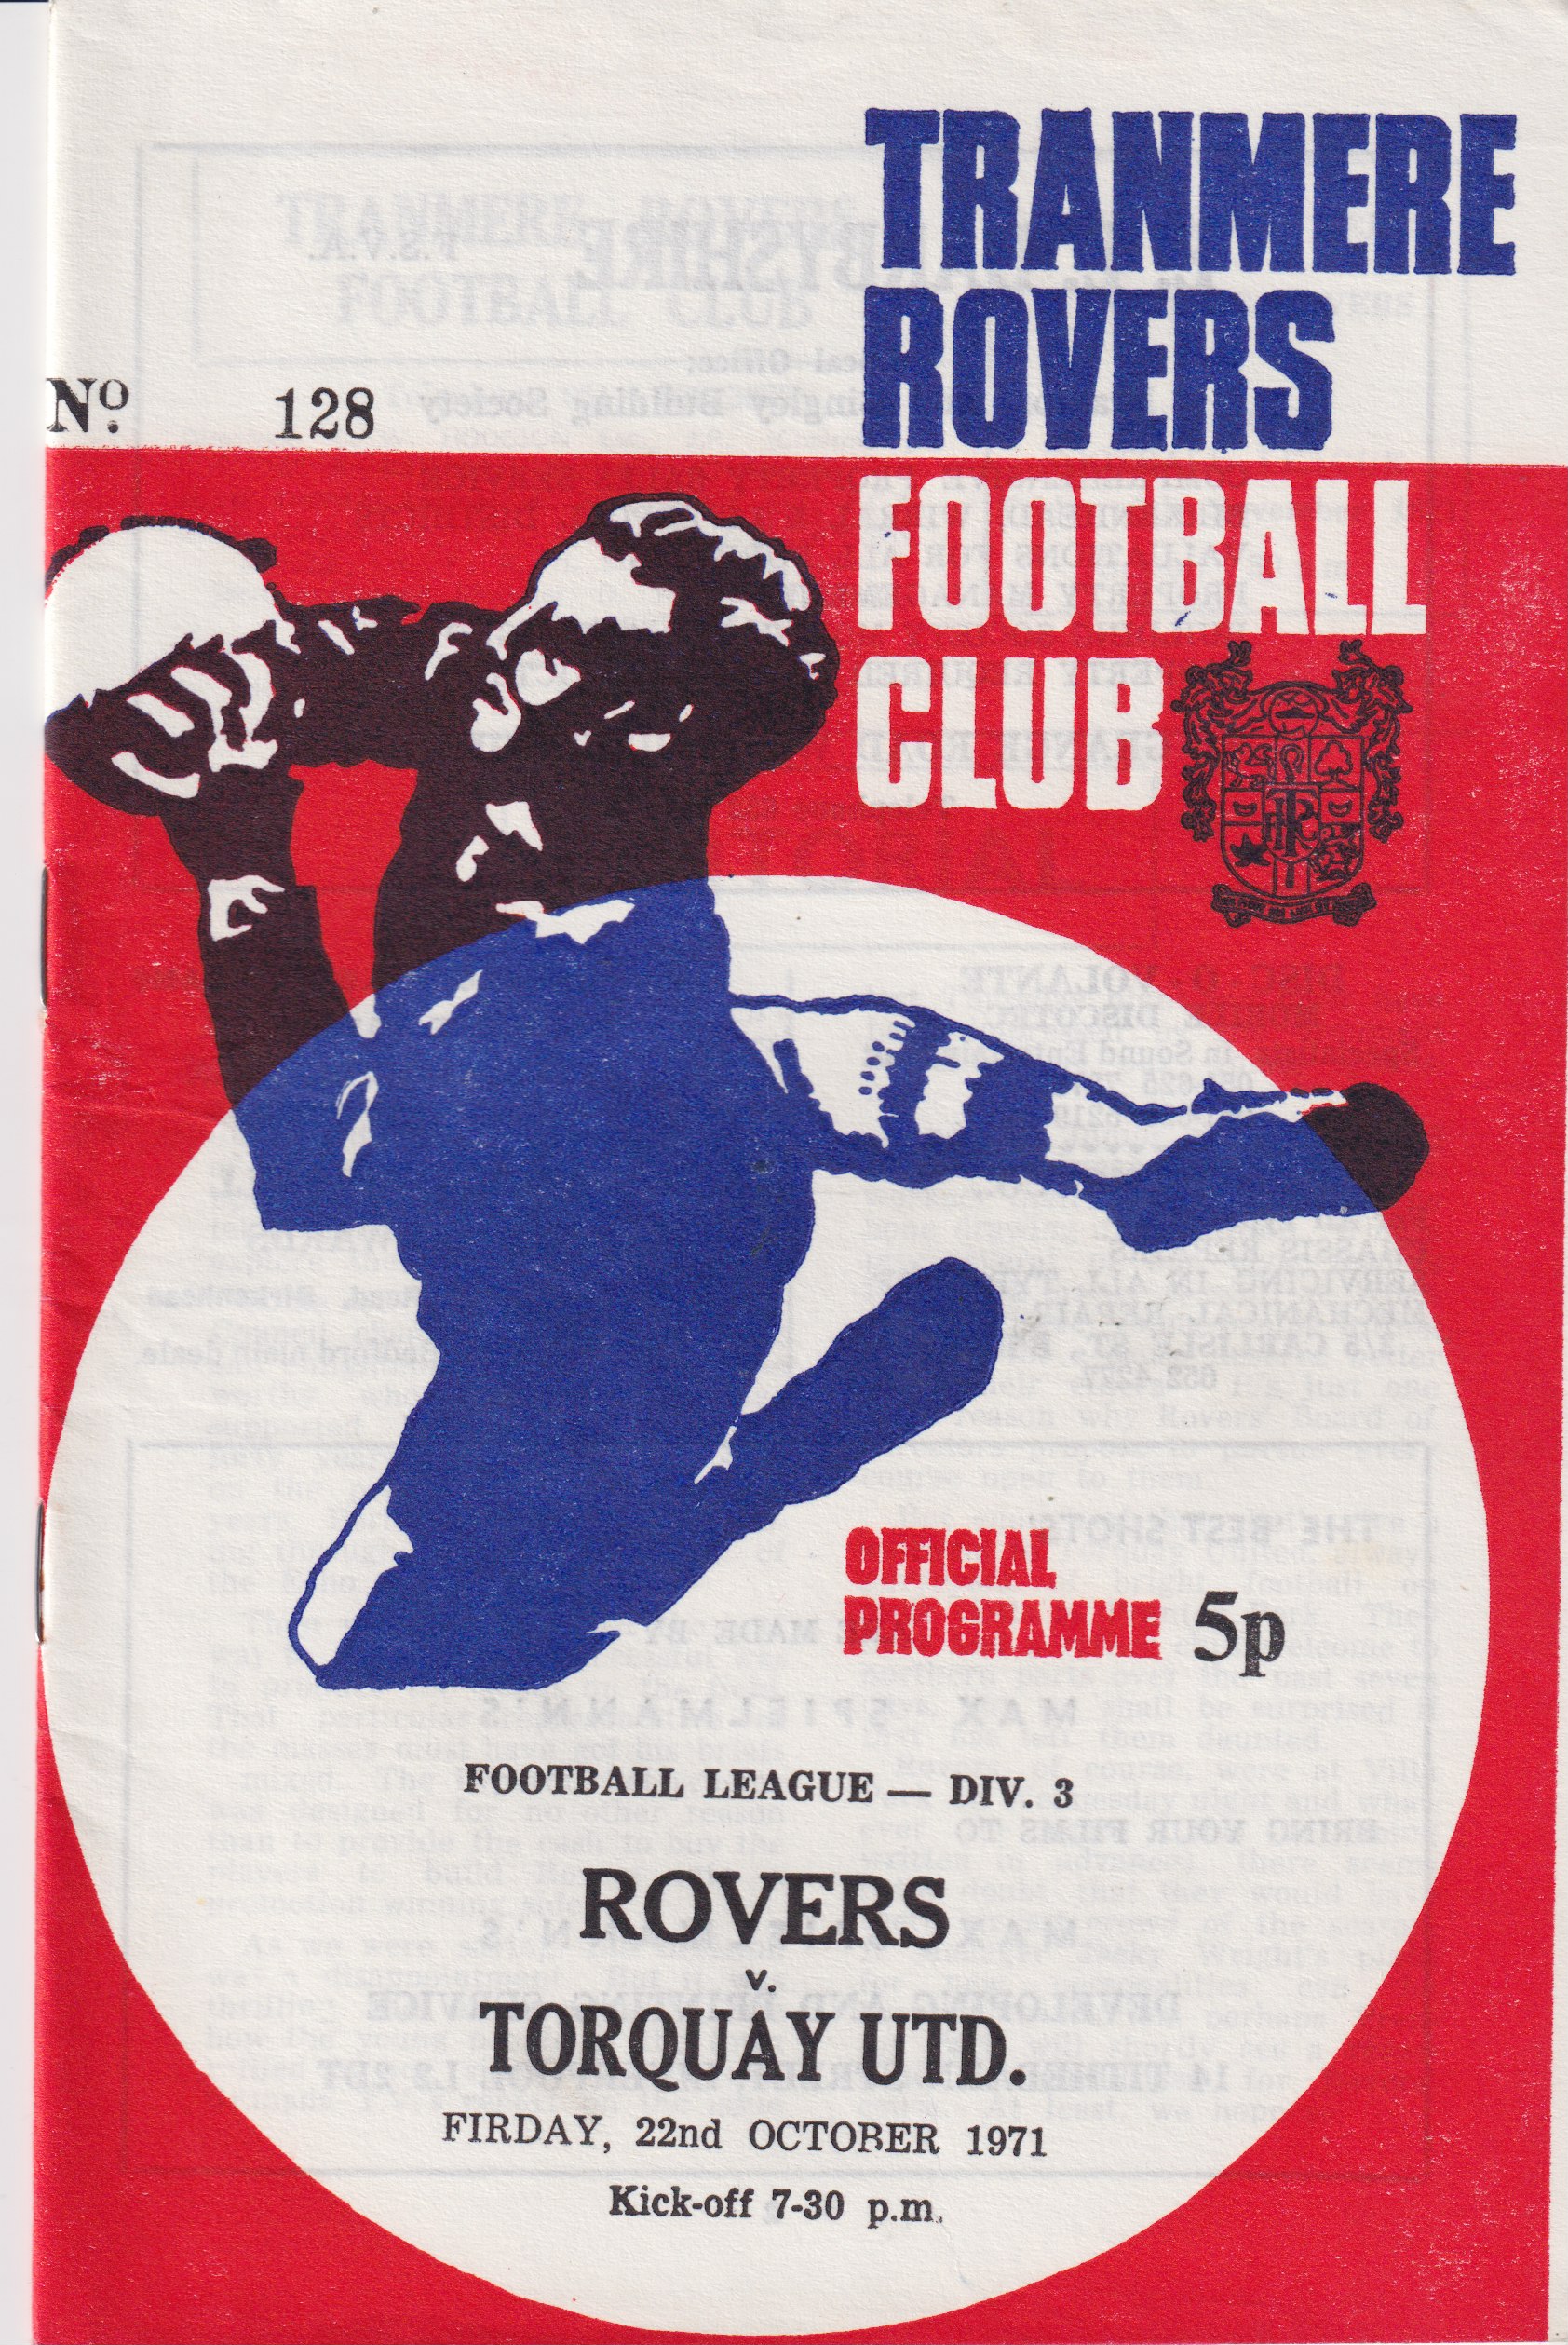 TRANMERE
ROVERS
Nº 128
FOOTBALL
CLUB
OFFICIAL
PROGRAMME 5p
FOOTBALL LEAGUE — DIV. 3
ROVERS
v.
TORQUAY UTD.
FIRDAY, 22nd OCTOBER 1971
Kick-off 7-30 p.m.